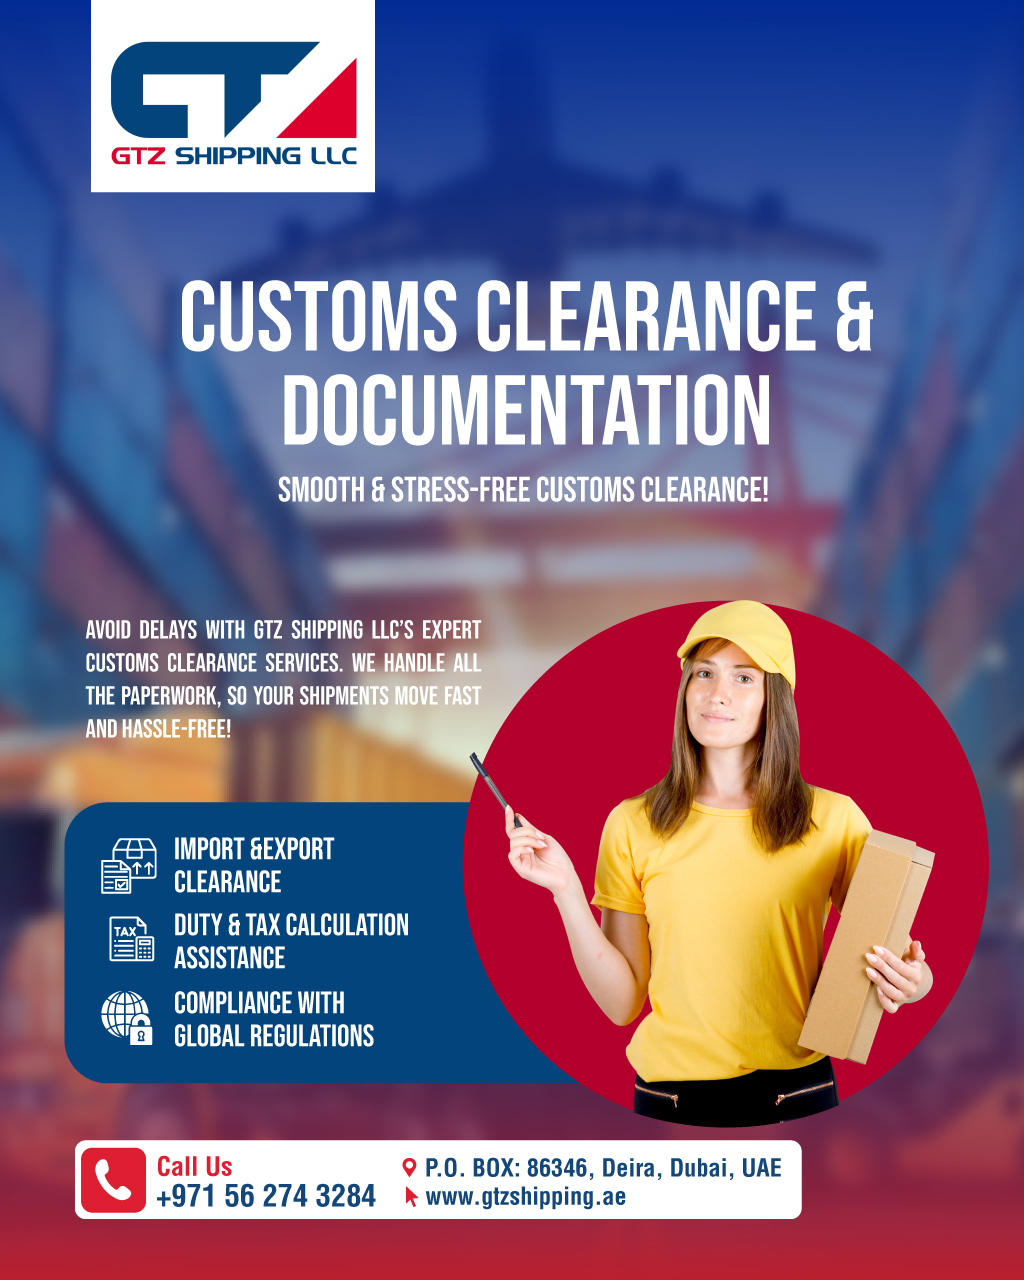 GTZ SHIPPING LLC
CUSTOMS CLEARANCE &
DOCUMENTATION
SMOOTH & STRESS-FREE CUSTOMS CLEARANCE!
AVOID DELAYS WITH GTZ SHIPPING LLC'S EXPERT
CUSTOMS CLEARANCE SERVICES. WE HANDLE ALL
THE PAPERWORK, SO YOUR SHIPMENTS MOVE FAST
AND HASSLE-FREE!
IMPORT &EXPORT
CLEARANCE
TAX
DUTY & TAX CALCULATION
ASSISTANCE
COMPLIANCE WITH
GLOBAL REGULATIONS
Call Us
+971 56 274 3284
P.O. BOX: 86346, Deira, Dubai, UAE
www.gtzshipping.ae